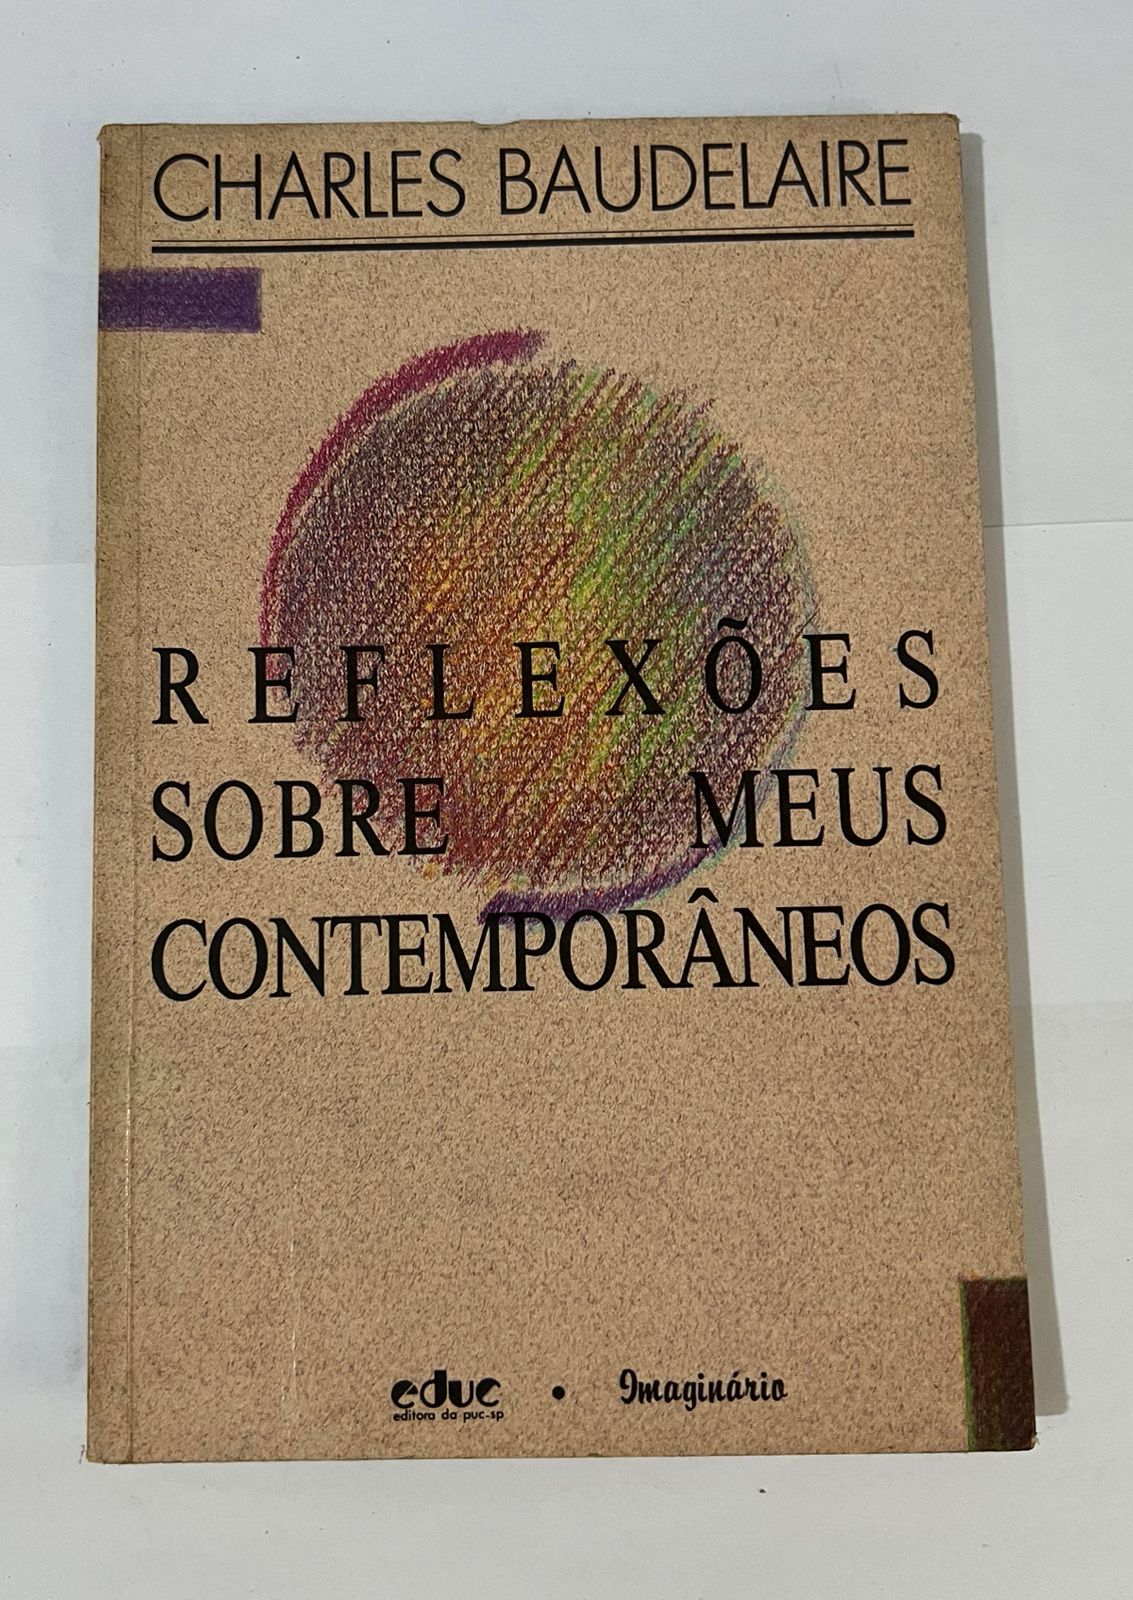 CHARLES BAUDELAIRE
REFLEXÕES
SOBRE MEUS
CONTEMPORÂNEOS
educ • Imaginário
editora da puc-sp